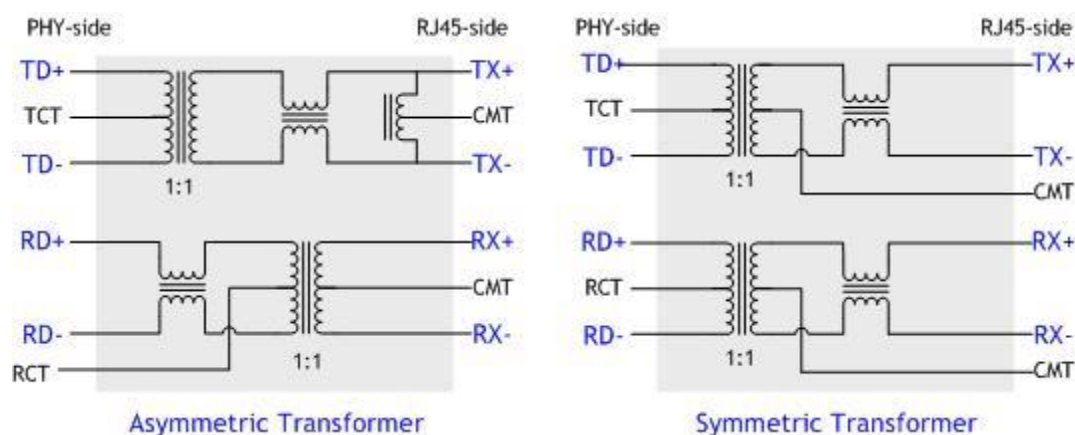 PHY-side RJ45-side
TD+ TX+
TCT CMT
TD- TX-
1:1
RD+ RX+
CMT
RD- RX-
RCT 1:1
Asymmetric Transformer
PHY-side RJ45-side
TD+ TX+
TCT
TD- TX-
1:1 CMT
RD+ RX+
RCT
RD- RX-
1:1 CMT
Symmetric Transformer